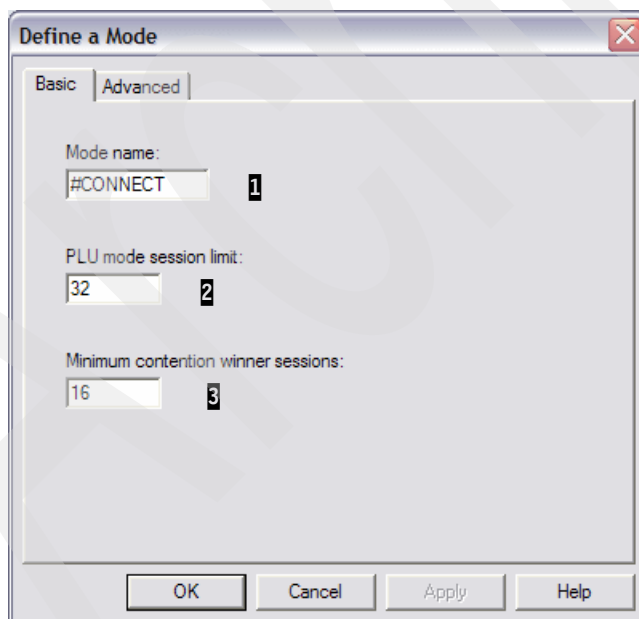 Define a Mode
Basic Advanced
Mode name:
#CONNECT 1
PLU mode session limit:
32 2
Minimum contention winner sessions:
16 3
OK Cancel Apply Help